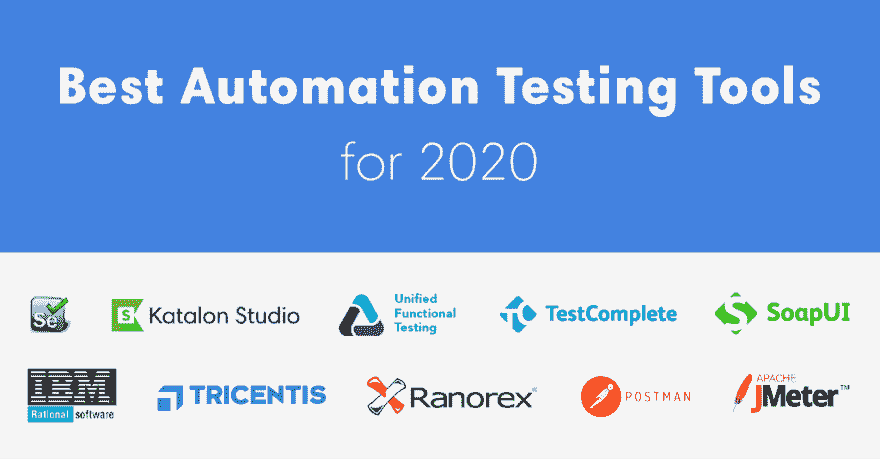 Best Automation Testing Tools
for 2020
Se
S
Katalon Studio
Unified
Functional
Testing
TestComplete
SoapUI
IBM
Rational software
TRICENTIS
Ranorex®
POSTMAN
APACHE
JMeter™